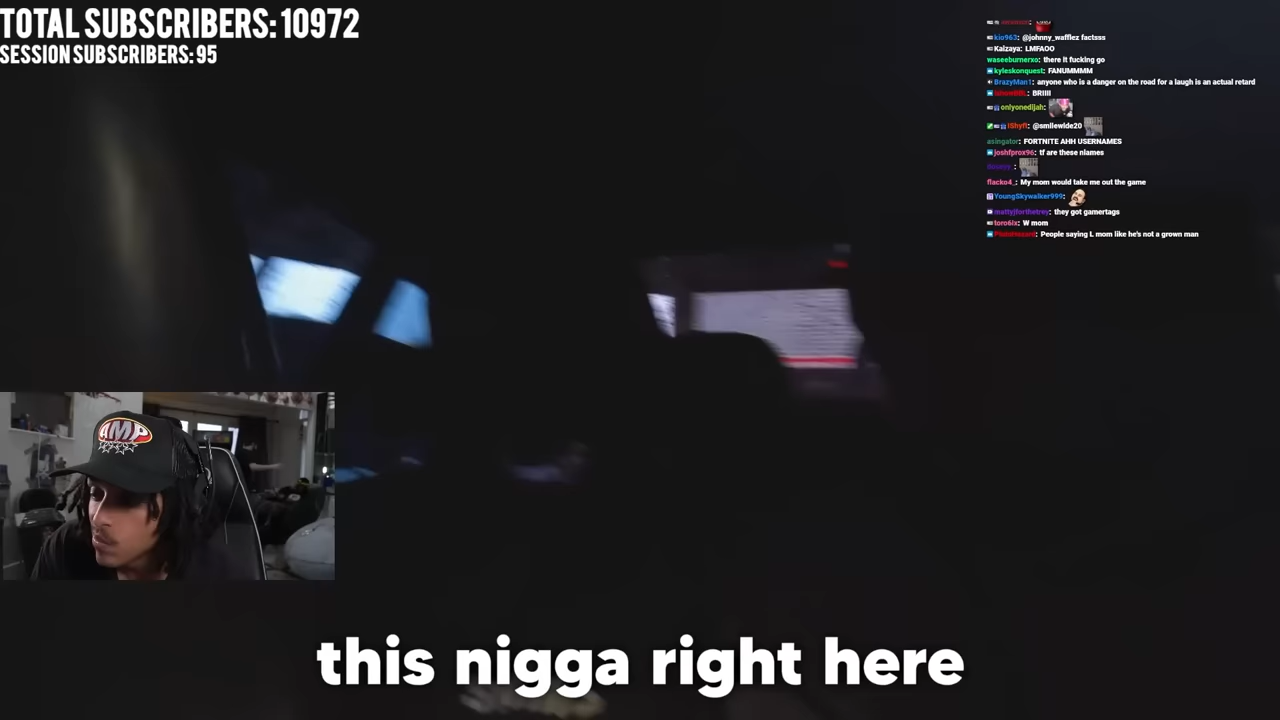 TOTAL SUBSCRIBERS: 10972
SESSION SUBSCRIBERS: 95
kio963: @johnny_wafflez factsss
Kaizaya: LMFAOO
waseeburnerxo: there it fucking go
kyleskonquest: FANUMMMM
BrazyMan1: anyone who is a danger on the road for a laugh is an actual retard
BRIIII
onlyonedijah:
iShyfi: @smilewide20
asingator: FORTNITE AHH USERNAMES
joshfprox96: tf are these niames
flacko4_: My mom would take me out the game
YoungSkywalker999:
mattyjforthetrey: they got gamertags
toro6ix: W mom
People saying L mom like he's not a grown man
AMP
this nigga right here